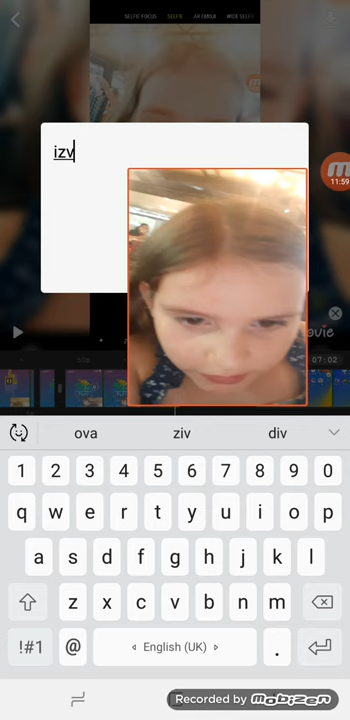 SELFIE FOCUS SELFIE AR EMOJI WIDE SELFIE
izv
11:59
ovie
07:02
ova ziv div
1 2 3 4 5 6 7 8 9 0
q w e r t y u i o p
a s d f g h j k l
z x c v b n m
!#1 @ English (UK) .
Recorded by mobizen